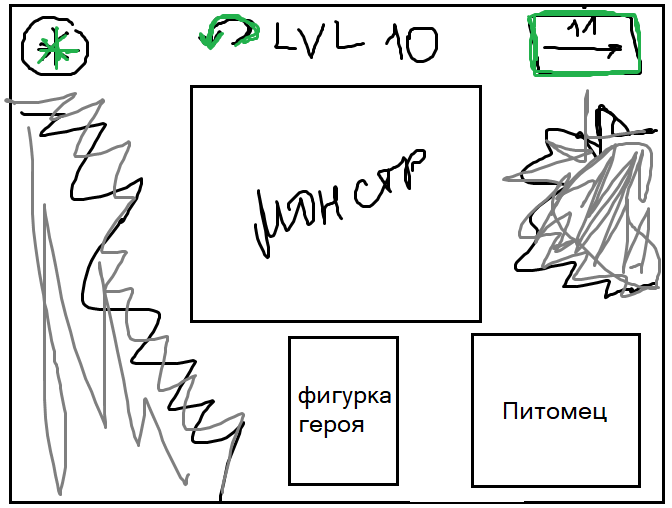 LVL 10
11
монстр
фигурка
героя
Питомец